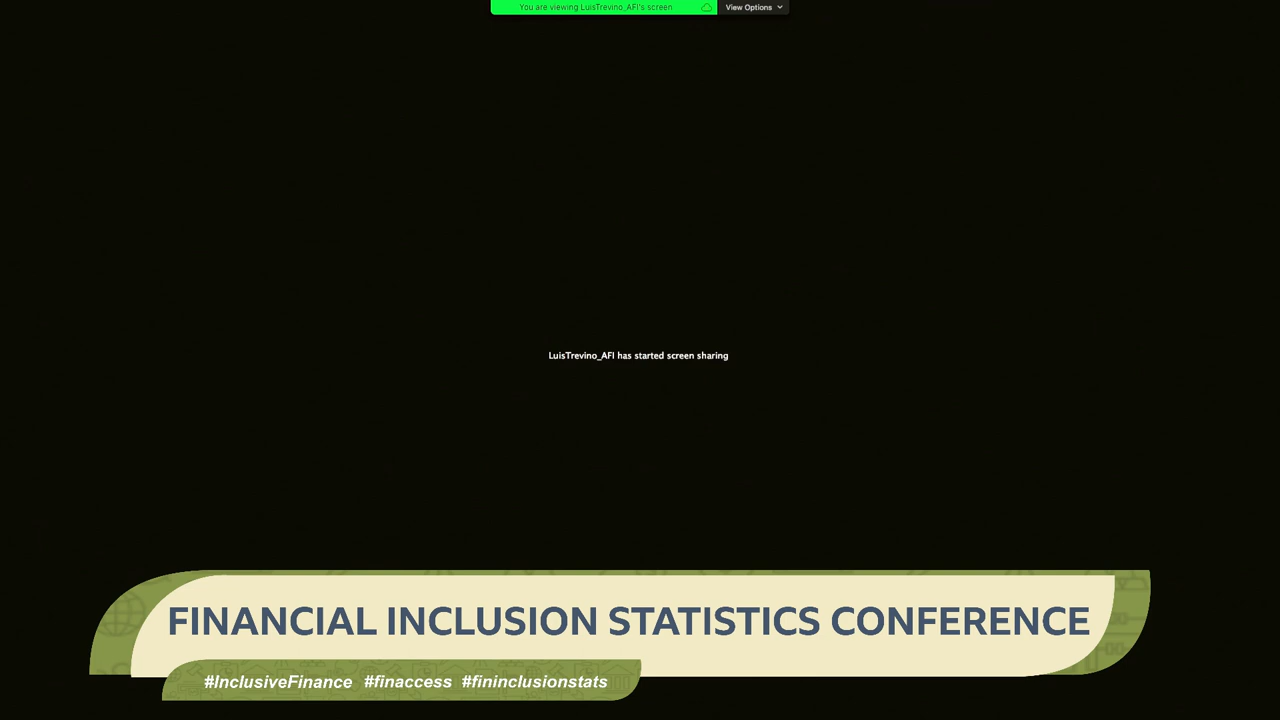 You are viewing LuisTrevino_AFI's screen View Options
LuisTrevino_AFI has started screen sharing
FINANCIAL INCLUSION STATISTICS CONFERENCE
#InclusiveFinance #finaccess #fininclusionstats